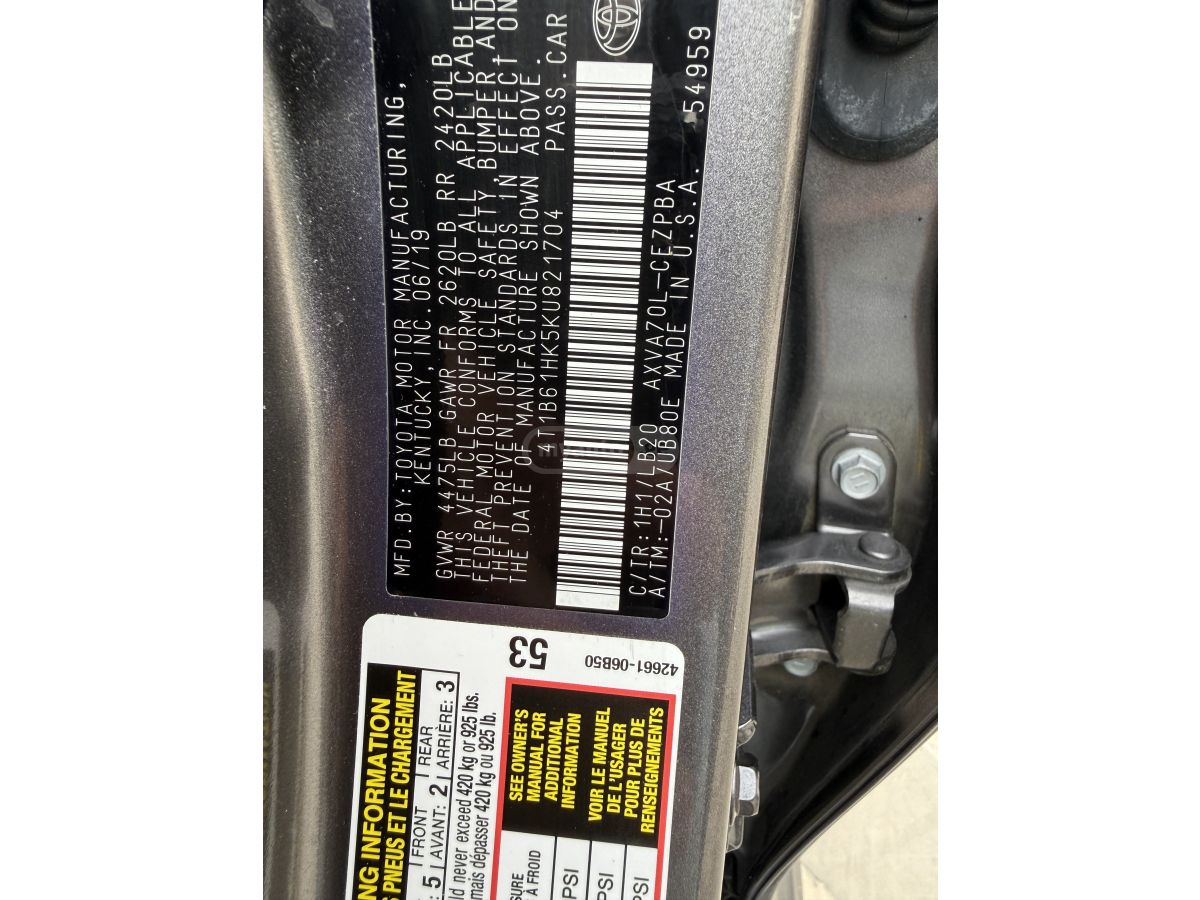 MFD.BY:TOYOTA MOTOR MANUFACTURING,
KENTUCKY,INC.06/19
GVWR 4475LB GAWR FR 2620LB RR 2420LB
THIS VEHICLE CONFORMS TO ALL APPLICABLE
FEDERAL MOTOR VEHICLE SAFETY,BUMPER,AND
THEFT PREVENTION STANDARDS IN EFFECT ON
THE DATE OF MANUFACTURE SHOWN ABOVE.
4T1B61HK5KU821704 PASS.CAR
C/TR:1H1/LB20 AXVA70L-CEZPBA
A/TM:-02A/UB80E MADE IN U.S.A. 54959
ING INFORMATION
PNEUS ET LE CHARGEMENT
: 5 FRONT AVANT: 2 REAR ARRIÈRE: 3
ld never exceed 420 kg or 925 lbs.
mais dépasser 420 kg ou 925 lb.
53
42661-06B50
SEE OWNER'S
MANUAL FOR
ADDITIONAL
INFORMATION
VOIR LE MANUEL
DE L'USAGER
POUR PLUS DE
RENSEIGNEMENTS
À FROID
PSI
PSI
PSI